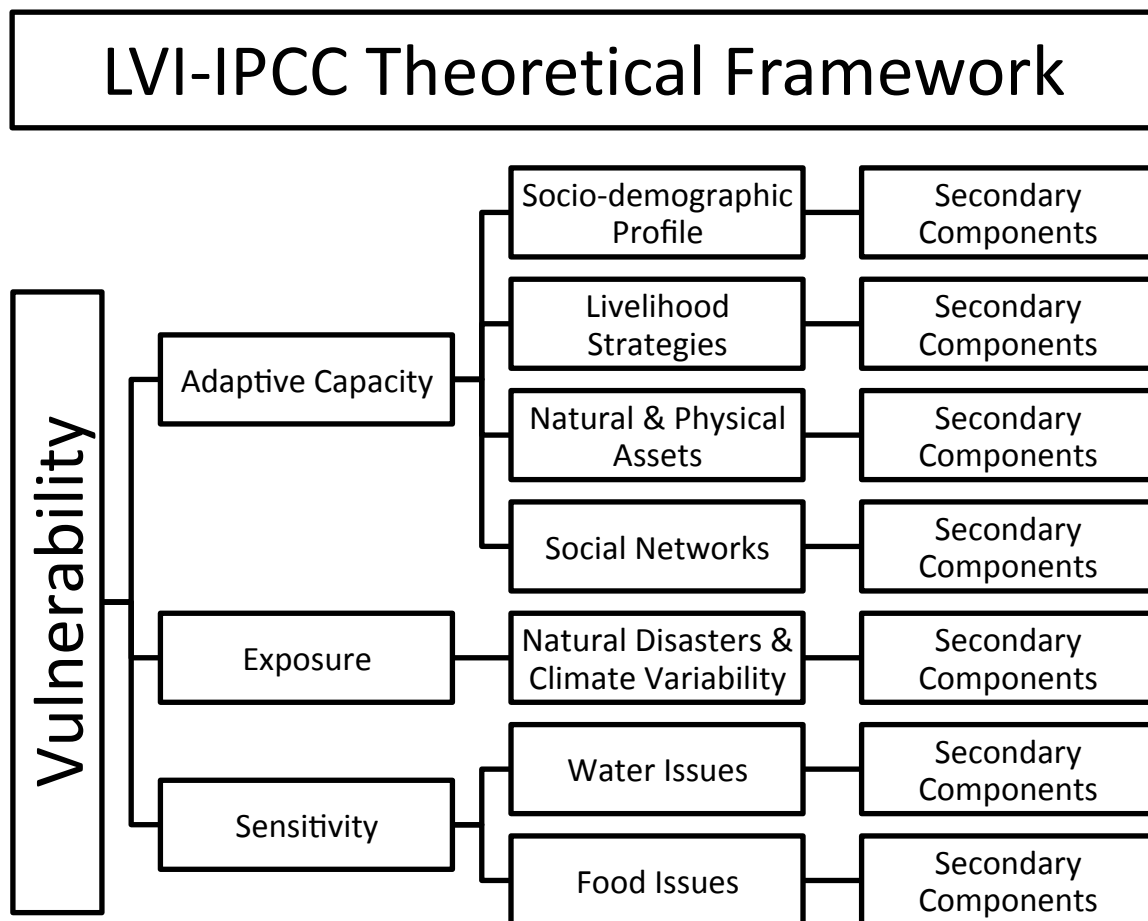 LVI-IPCC Theoretical Framework
Vulnerability
Adaptive Capacity
Socio-demographic
Profile
Secondary
Components
Livelihood
Strategies
Secondary
Components
Natural & Physical
Assets
Secondary
Components
Social Networks
Secondary
Components
Exposure
Natural Disasters &
Climate Variability
Secondary
Components
Sensitivity
Water Issues
Secondary
Components
Food Issues
Secondary
Components